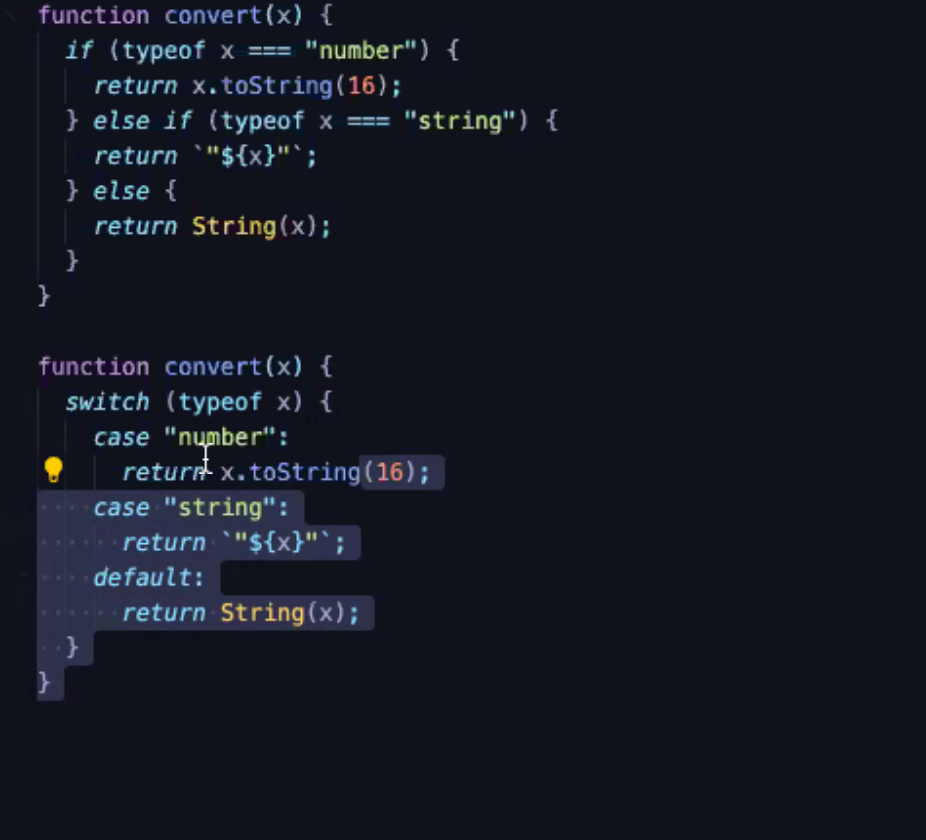 function convert(x) {
  if (typeof x === "number") {
    return x.toString(16);
  } else if (typeof x === "string") {
    return `"${x}"`;
  } else {
    return String(x);
  }
}

function convert(x) {
  switch (typeof x) {
    case "number":
      return x.toString(16);
    case "string":
      return `"${x}"`;
    default:
      return String(x);
  }
}